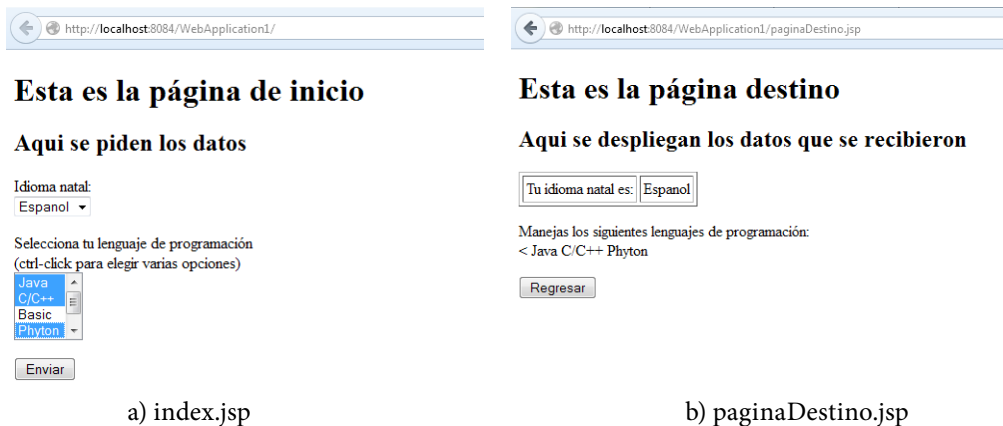 http://localhost:8084/WebApplication1/
Esta es la página de inicio
Aqui se piden los datos
Idioma natal:
Espanol
Selecciona tu lenguaje de programación
(ctrl-click para elegir varias opciones)
Java
C/C++
Basic
Phyton
Enviar
a) index.jsp
http://localhost:8084/WebApplication1/paginaDestino.jsp
Esta es la página destino
Aqui se despliegan los datos que se recibieron
Tu idioma natal es: Espanol
Manejas los siguientes lenguajes de programación:
< Java C/C++ Phyton
Regresar
b) paginaDestino.jsp